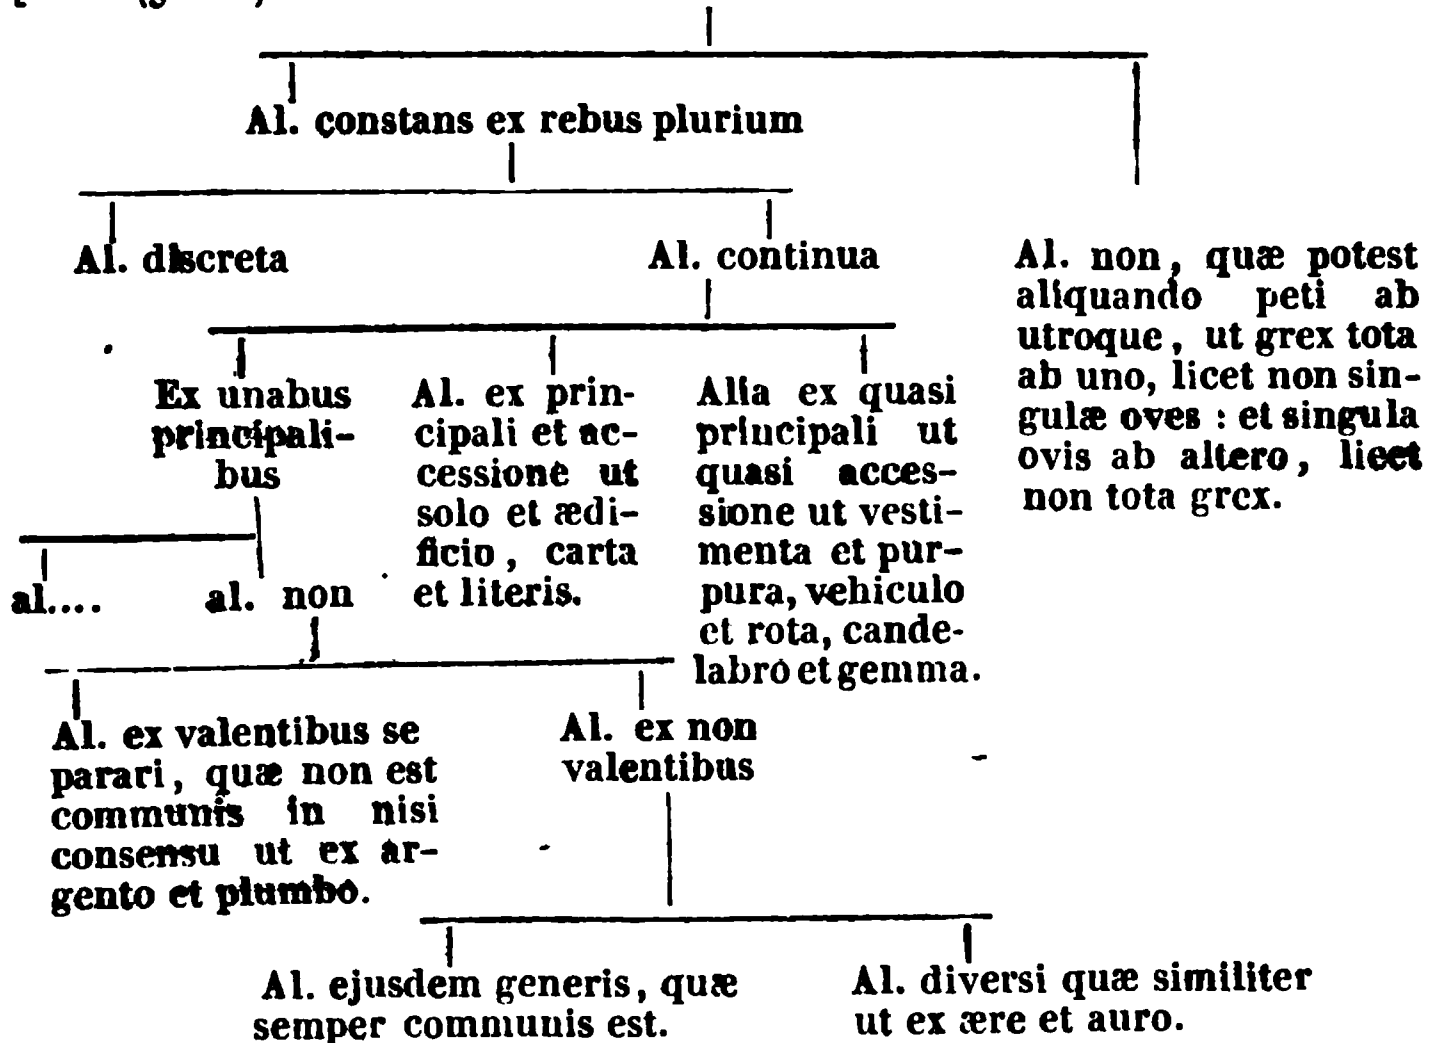 Al. constans ex rebus plurium
Al. discreta
Al. continua
Al. non, quæ potest
aliquando peti ab
utroque, ut grex tota
ab uno, licet non sin-
gulæ oves : et singula
ovis ab altero, licet
non tota grex.
Ex unabus
principali-
bus
Al. ex prin-
cipali et ac-
cessione ut
solo et ædi-
ficio, carta
et literis.
Alia ex quasi
principali ut
quasi acces-
sione ut vesti-
menta et pur-
pura, vehiculo
et rota, cande-
labro et gemma.
al....
al. non
Al. ex valentibus se
parari, quæ non est
communis in nisi
consensu ut ex ar-
gento et plumbo.
Al. ex non
valentibus
Al. ejusdem generis, quæ
semper communis est.
Al. diversi quæ similiter
ut ex ære et auro.